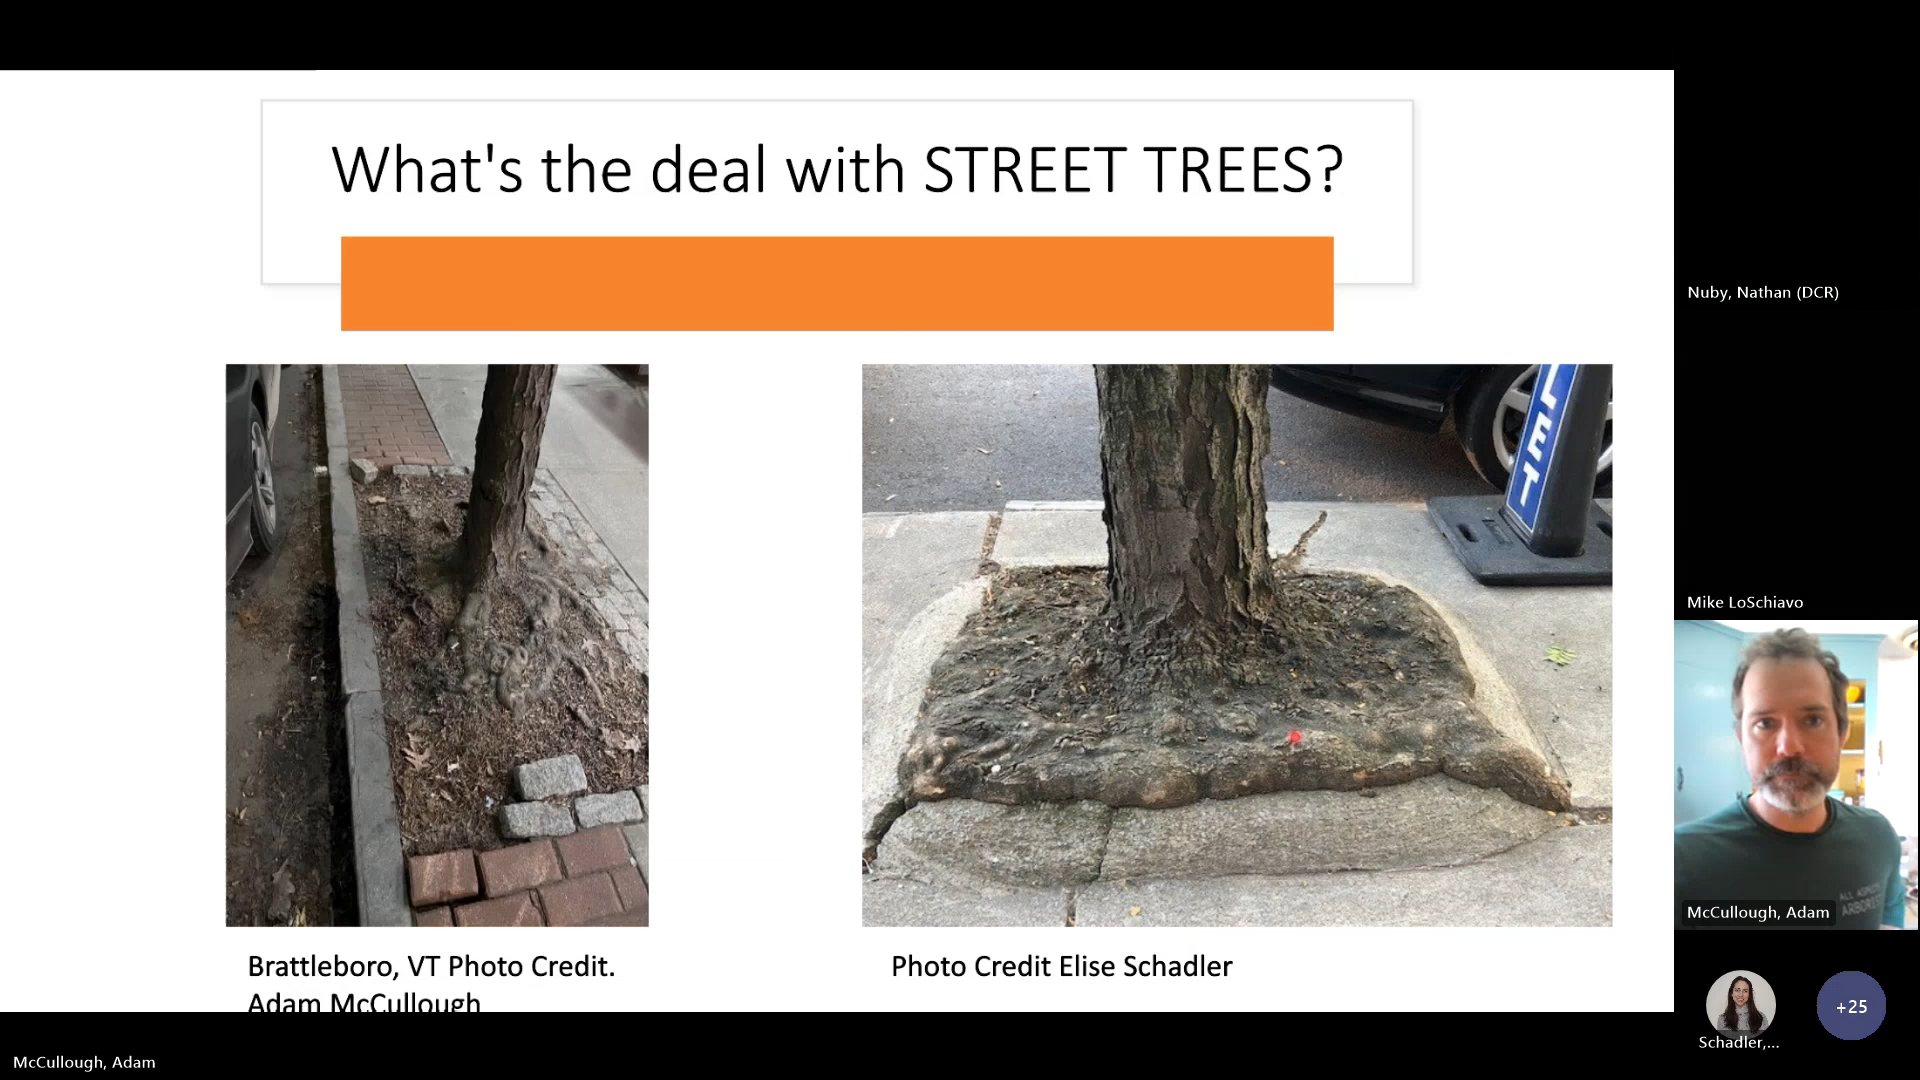 What's the deal with STREET TREES?
LET
Brattleboro, VT Photo Credit.
Adam McCullough
Photo Credit Elise Schadler
Nuby, Nathan (DCR)
Mike LoSchiavo
McCullough, Adam
+25
Schadler,...
McCullough, Adam